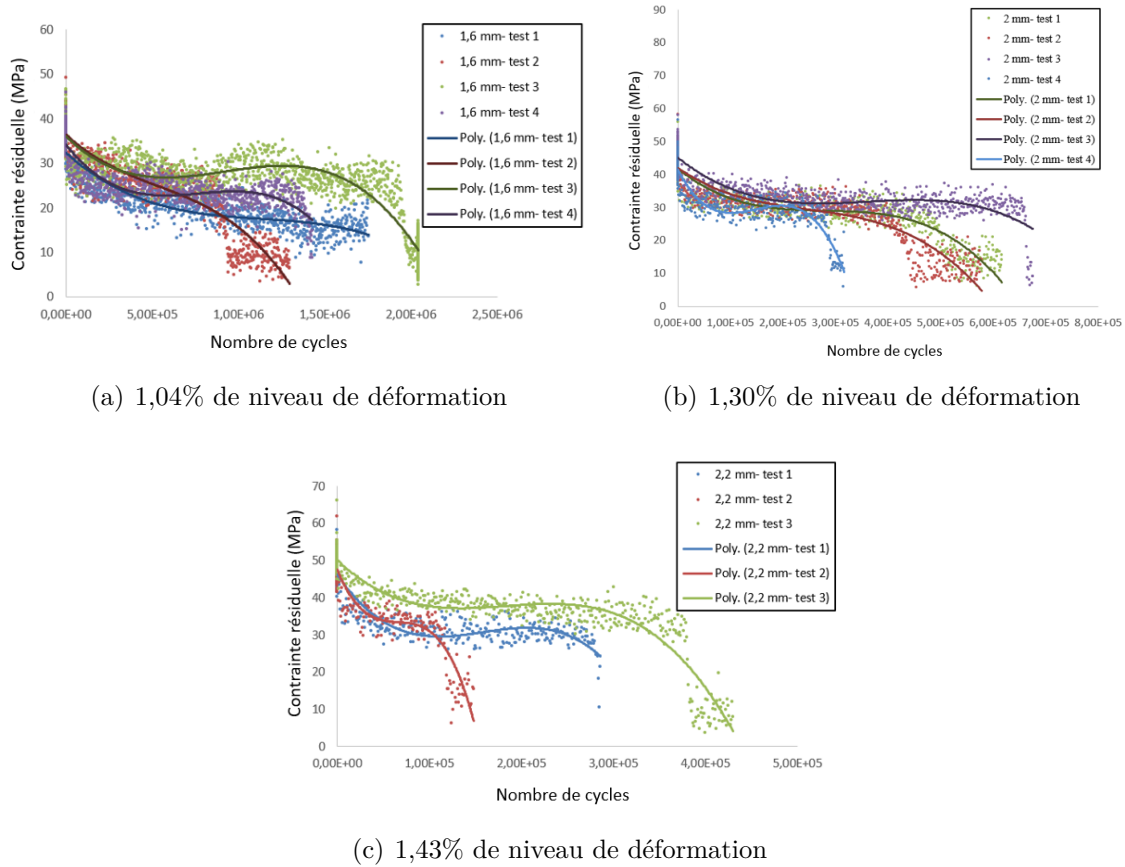 60
50
40
30
20
10
0
Contrainte résiduelle (MPa)
0,00E+00 5,00E+05 1,00E+06 1,50E+06 2,00E+06 2,50E+06
Nombre de cycles
1,6 mm- test 1
1,6 mm- test 2
1,6 mm- test 3
1,6 mm- test 4
Poly. (1,6 mm- test 1)
Poly. (1,6 mm- test 2)
Poly. (1,6 mm- test 3)
Poly. (1,6 mm- test 4)
(a) 1,04% de niveau de déformation
90
80
70
60
50
40
30
20
10
0
Contrainte résiduelle (MPa)
0,00E+00 1,00E+05 2,00E+05 3,00E+05 4,00E+05 5,00E+05 6,00E+05 7,00E+05 8,00E+05
Nombre de cycles
2 mm- test 1
2 mm- test 2
2 mm- test 3
2 mm- test 4
Poly. (2 mm- test 1)
Poly. (2 mm- test 2)
Poly. (2 mm- test 3)
Poly. (2 mm- test 4)
(b) 1,30% de niveau de déformation
70
60
50
40
30
20
10
0
Contrainte résiduelle (MPa)
0,00E+00 1,00E+05 2,00E+05 3,00E+05 4,00E+05 5,00E+05
Nombre de cycles
2,2 mm- test 1
2,2 mm- test 2
2,2 mm- test 3
Poly. (2,2 mm- test 1)
Poly. (2,2 mm- test 2)
Poly. (2,2 mm- test 3)
(c) 1,43% de niveau de déformation